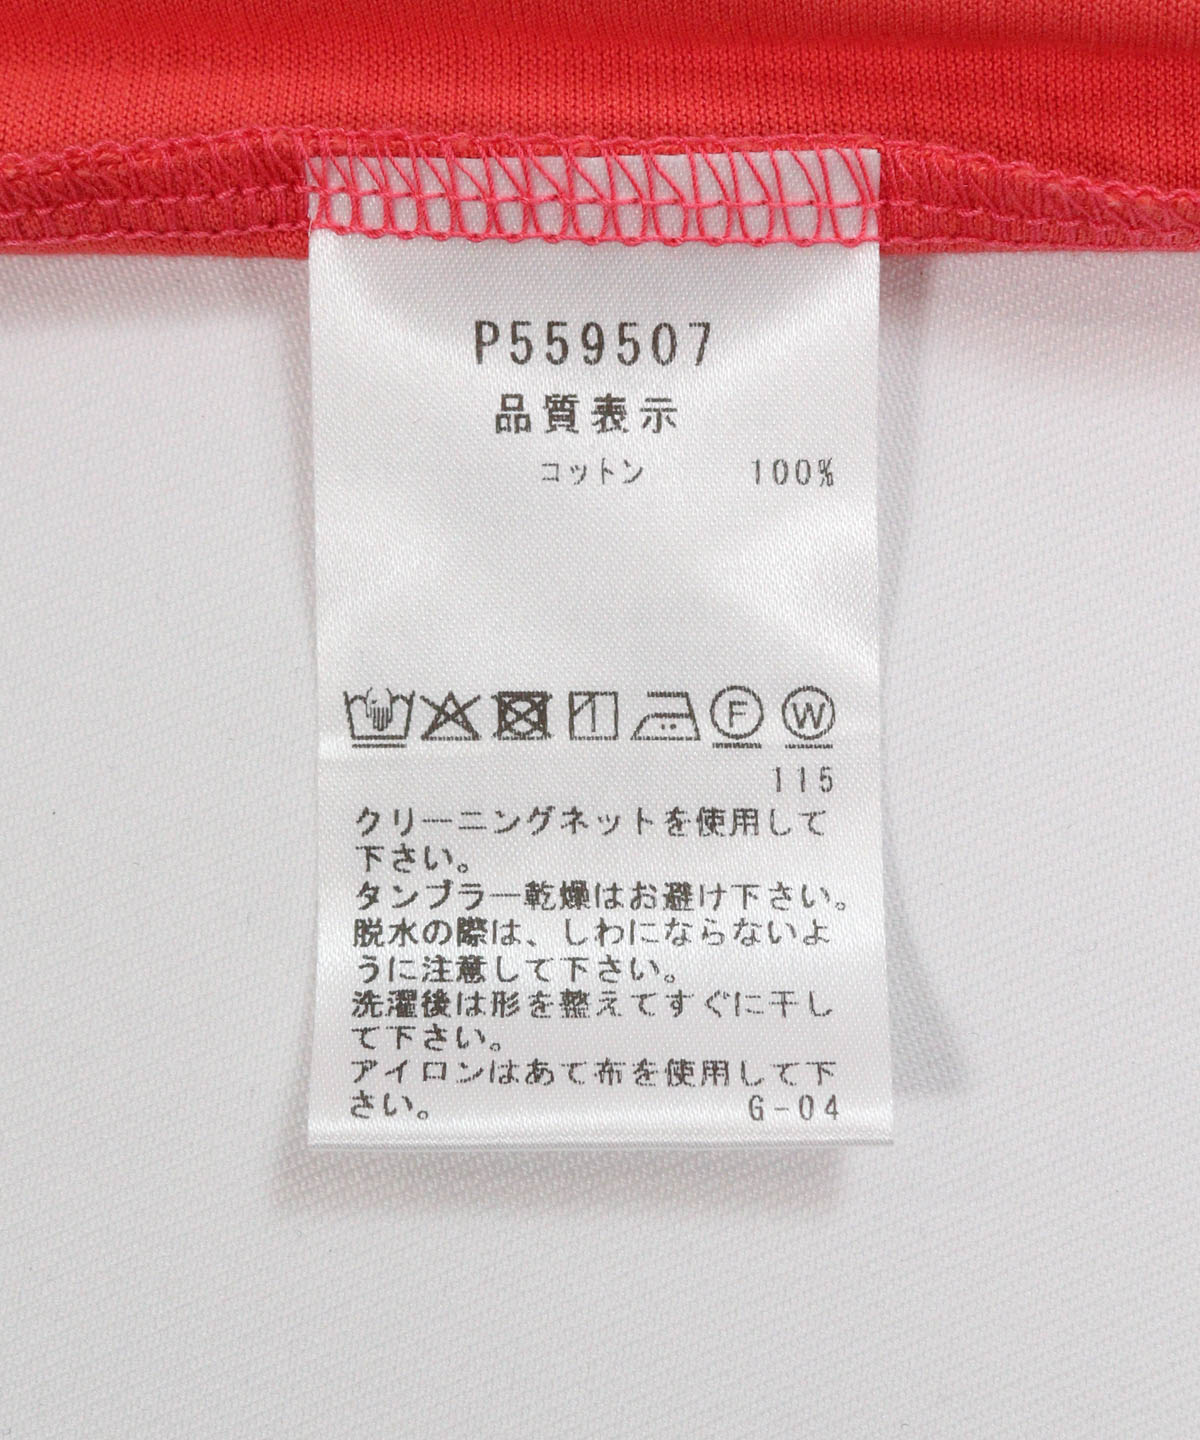 P559507
品質表示
コットン 100%
F W
115
クリーニングネットを使用して
下さい。
タンブラー乾燥はお避け下さい。
脱水の際は、しわにならないよ
うに注意して下さい。
洗濯後は形を整えてすぐに干し
て下さい。
アイロンはあて布を使用して下
さい。 G-04